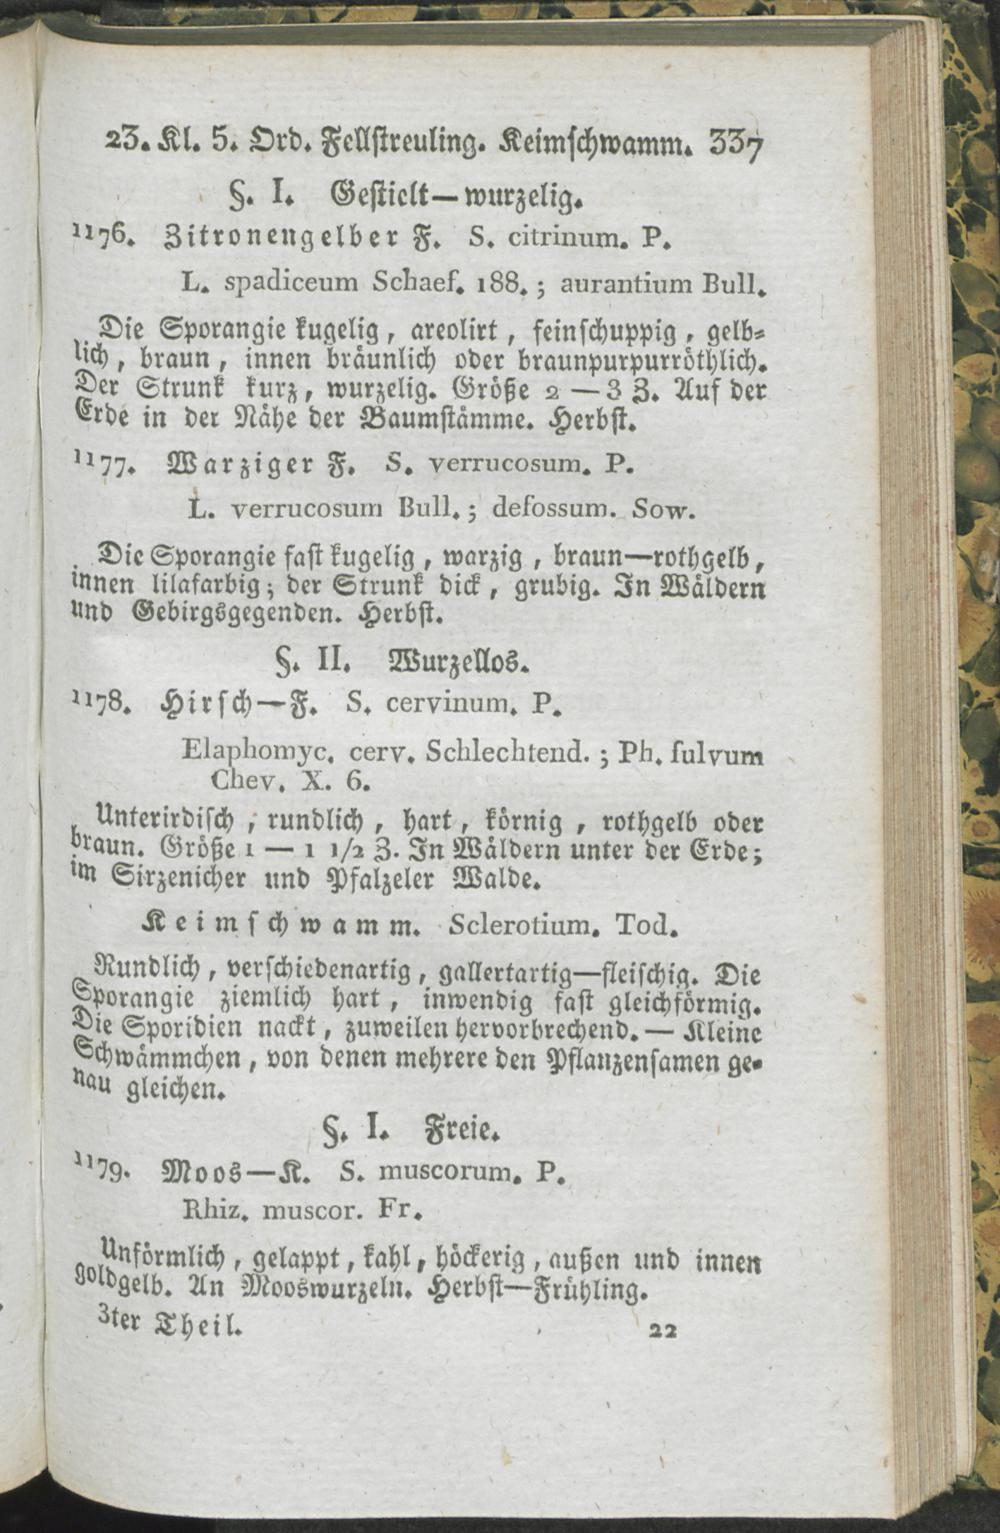 23. Kl. 5. Ord. Fellstreuling. Keimschwamm. 337
§. I. Gestielt—wurzelig.
1176. Zitronengelber F. S. citrinum. P.
L. spadiceum Schaef. 188.; aurantium Bull.
Die Sporangie kugelig, areolirt, feinschuppig, gelb=
lich, braun, innen bräunlich oder braunpurpurröthlich.
Der Strunk kurz, wurzelig. Größe 2 — 3 Z. Auf der
Erde in der Nähe der Baumstämme. Herbst.
1177. Warziger F. S. verrucosum. P.
L. verrucosum Bull.; defossum. Sow.
Die Sporangie fast kugelig, warzig, braun—rothgelb,
innen lilafarbig; der Strunk dick, grubig. In Wäldern
und Gebirgsgegenden. Herbst.
§. II. Wurzellos.
1178. Hirsch—F. S. cervinum. P.
Elaphomyc. cerv. Schlechtend.; Ph. fulvum
Chev. X. 6.
Unterirdisch, rundlich, hart, körnig, rothgelb oder
braun. Größe 1 — 1 1/2 Z. In Wäldern unter der Erde;
im Sirzenicher und Pfalzeler Walde.
Keimschwamm. Sclerotium. Tod.
Rundlich, verschiedenartig, gallertartig—fleischig. Die
Sporangie ziemlich hart, inwendig fast gleichförmig.
Die Sporidien nackt, zuweilen hervorbrechend. — Kleine
Schwämmchen, von denen mehrere den Pflanzensamen ge=
nau gleichen.
§. I. Freie.
1179. Moos—K. S. muscorum. P.
Rhiz. muscor. Fr.
Unförmlich, gelappt, kahl, höckerig, außen und innen
goldgelb. An Mooswurzeln. Herbst—Frühling.
3ter Theil. 22